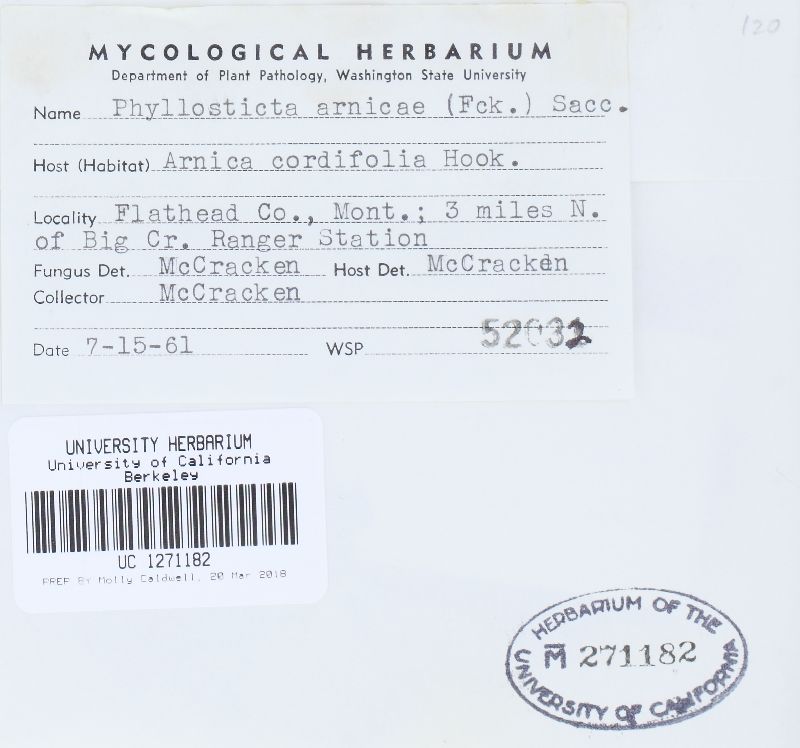 120
MYCOLOGICAL HERBARIUM
Department of Plant Pathology, Washington State University
Name Phyllosticta arnicae (Fck.) Sacc.
Host (Habitat) Arnica cordifolia Hook.
Locality Flathead Co., Mont.; 3 miles N.
of Big Cr. Ranger Station
Fungus Det. McCracken Host Det. McCracken
Collector McCracken
Date 7-15-61 WSP 52032
UNIVERSITY HERBARIUM
University of California
Berkeley
UC 1271182
PREP BY Molly Caldwell, 20 Mar 2018
HERBARIUM OF THE
M 271182
UNIVERSITY OF CALIFORNIA